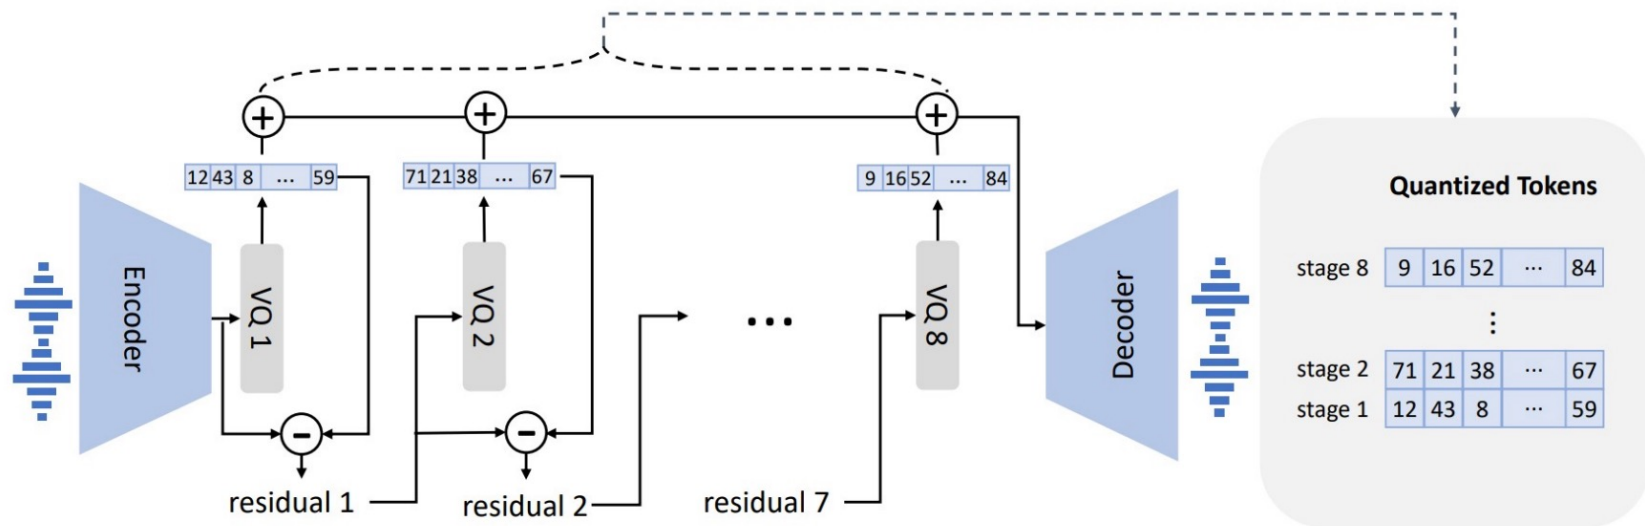 12 43 8 ... 59
71 21 38 ... 67
9 16 52 ... 84
Encoder
VQ 1
VQ 2
...
VQ 8
Decoder
residual 1
residual 2
residual 7
Quantized Tokens
stage 8 9 16 52 ... 84
⋮
stage 2 71 21 38 ... 67
stage 1 12 43 8 ... 59